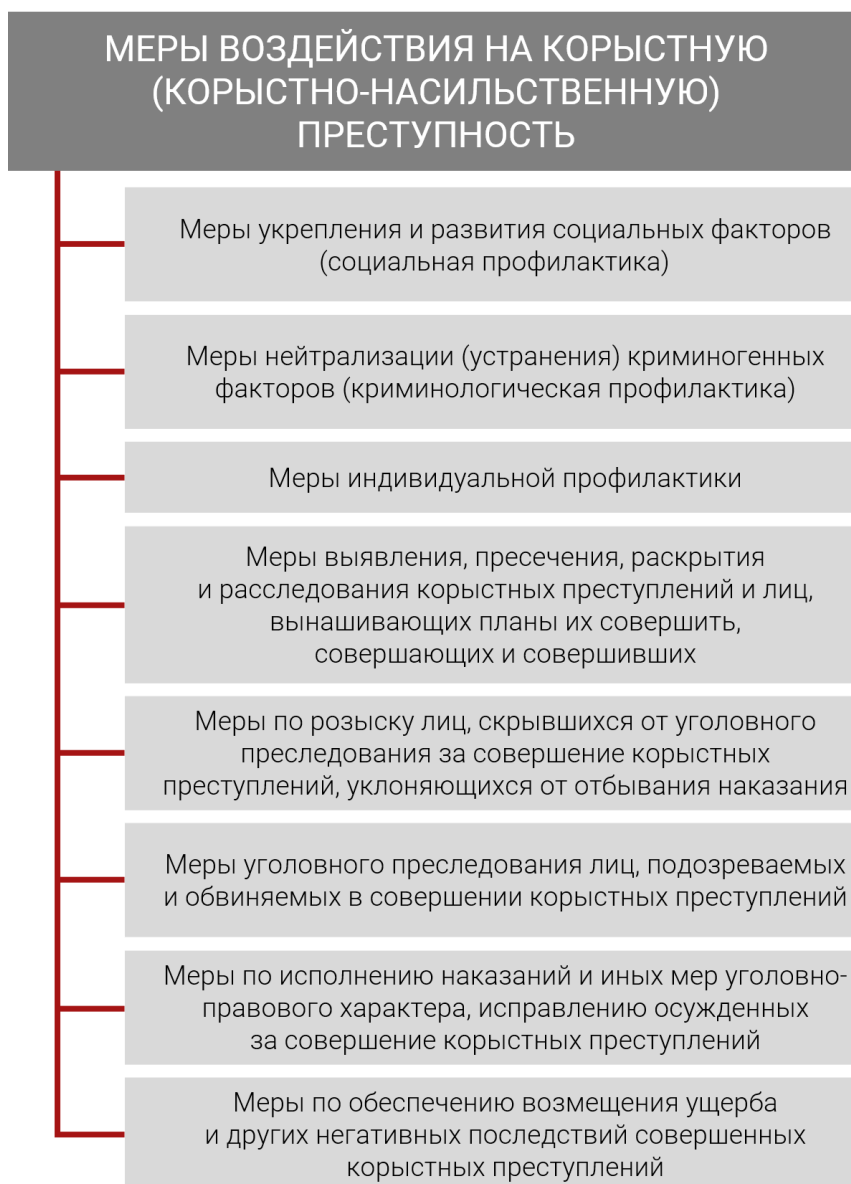 МЕРЫ ВОЗДЕЙСТВИЯ НА КОРЫСТНУЮ
(КОРЫСТНО-НАСИЛЬСТВЕННУЮ)
ПРЕСТУПНОСТЬ
Меры укрепления и развития социальных факторов
(социальная профилактика)
Меры нейтрализации (устранения) криминогенных
факторов (криминологическая профилактика)
Меры индивидуальной профилактики
Меры выявления, пресечения, раскрытия
и расследования корыстных преступлений и лиц,
вынашивающих планы их совершить,
совершающих и совершивших
Меры по розыску лиц, скрывшихся от уголовного
преследования за совершение корыстных
преступлений, уклоняющихся от отбывания наказания
Меры уголовного преследования лиц, подозреваемых
и обвиняемых в совершении корыстных преступлений
Меры по исполнению наказаний и иных мер уголовно-
правового характера, исправлению осужденных
за совершение корыстных преступлений
Меры по обеспечению возмещения ущерба
и других негативных последствий совершенных
корыстных преступлений